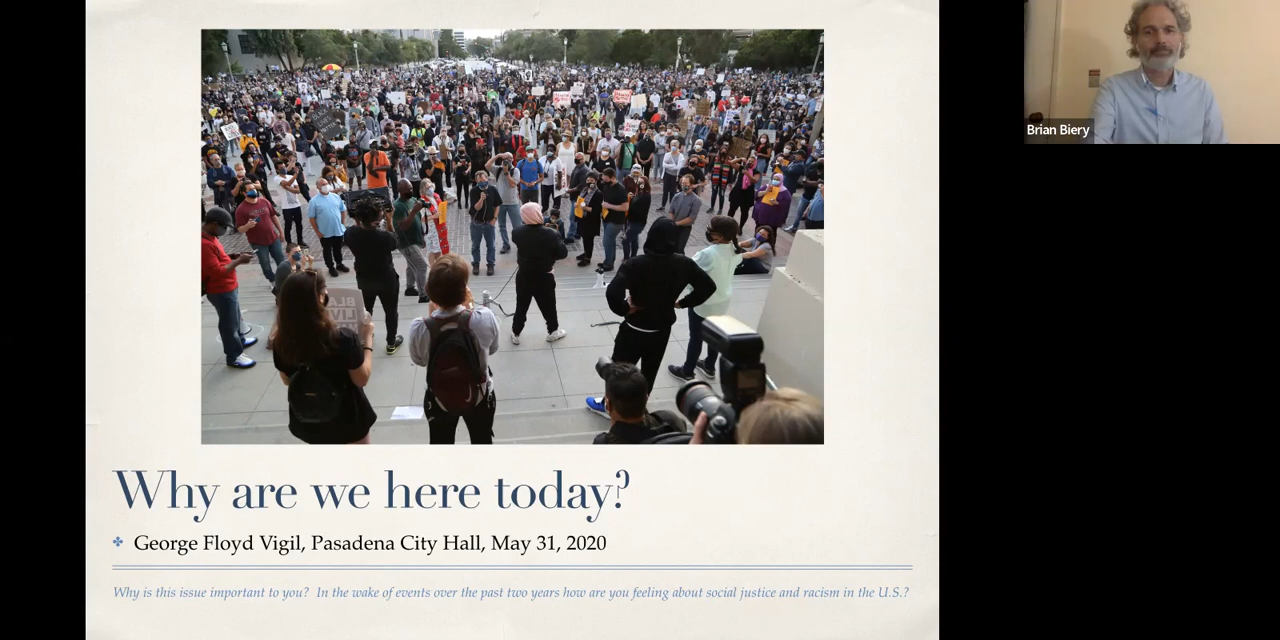 Brian Biery
Why are we here today?
George Floyd Vigil, Pasadena City Hall, May 31, 2020
Why is this issue important to you?  In the wake of events over the past two years how are you feeling about social justice and racism in the U.S.?